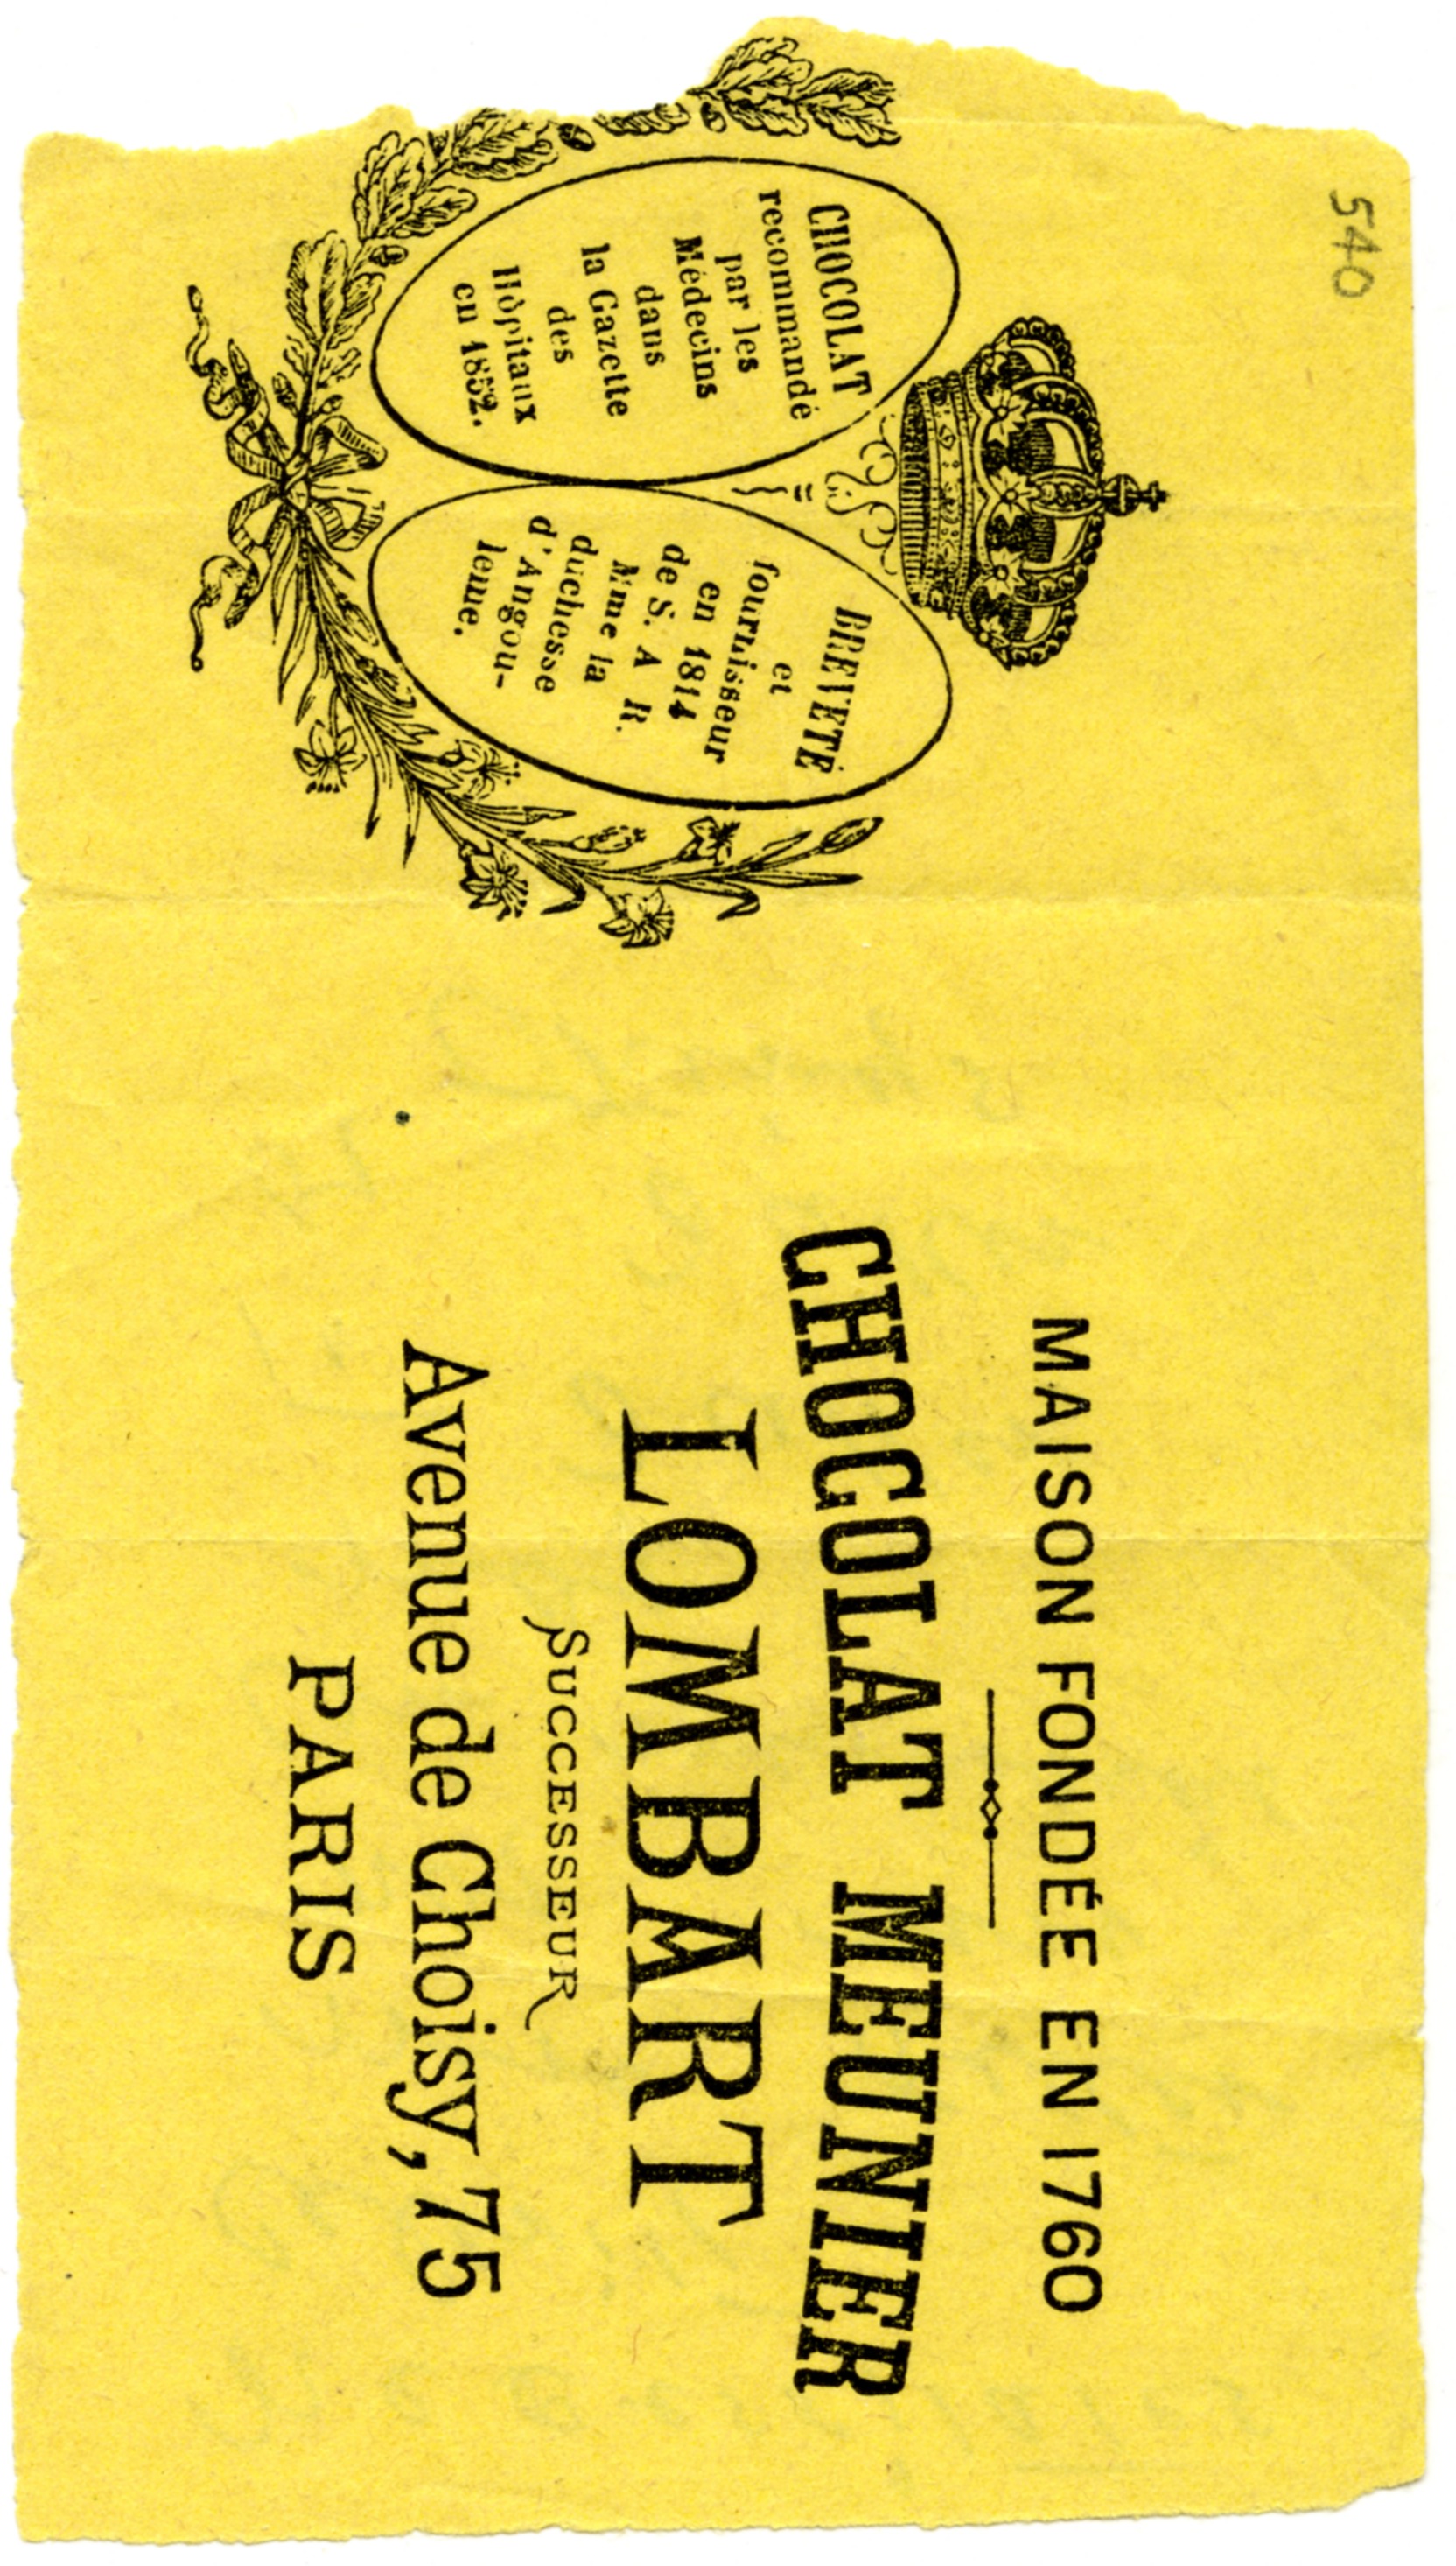 540
CHOCOLAT
recommandé
par les
Médecins
dans
la Gazette
des
Hôpitaux
en 1852.
BREVETÉ
et
fournisseur
en 1814
de S. A R.
Mme la
duchesse
d'Angou-
leme.
MAISON FONDÉE EN 1760
CHOCOLAT MEUNIER
LOMBART
SUCCESSEUR
Avenue de Choisy, 75
PARIS